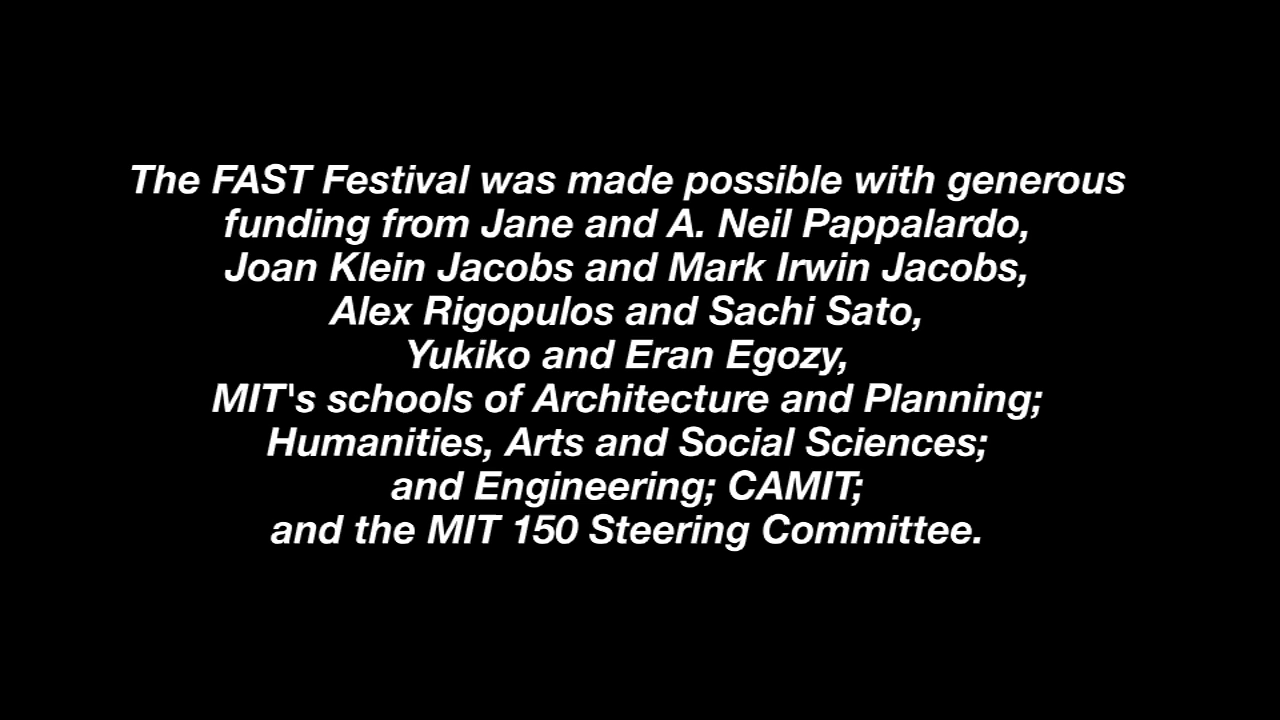 The FAST Festival was made possible with generous
funding from Jane and A. Neil Pappalardo,
Joan Klein Jacobs and Mark Irwin Jacobs,
Alex Rigopulos and Sachi Sato,
Yukiko and Eran Egozy,
MIT's schools of Architecture and Planning;
Humanities, Arts and Social Sciences;
and Engineering; CAMIT;
and the MIT 150 Steering Committee.